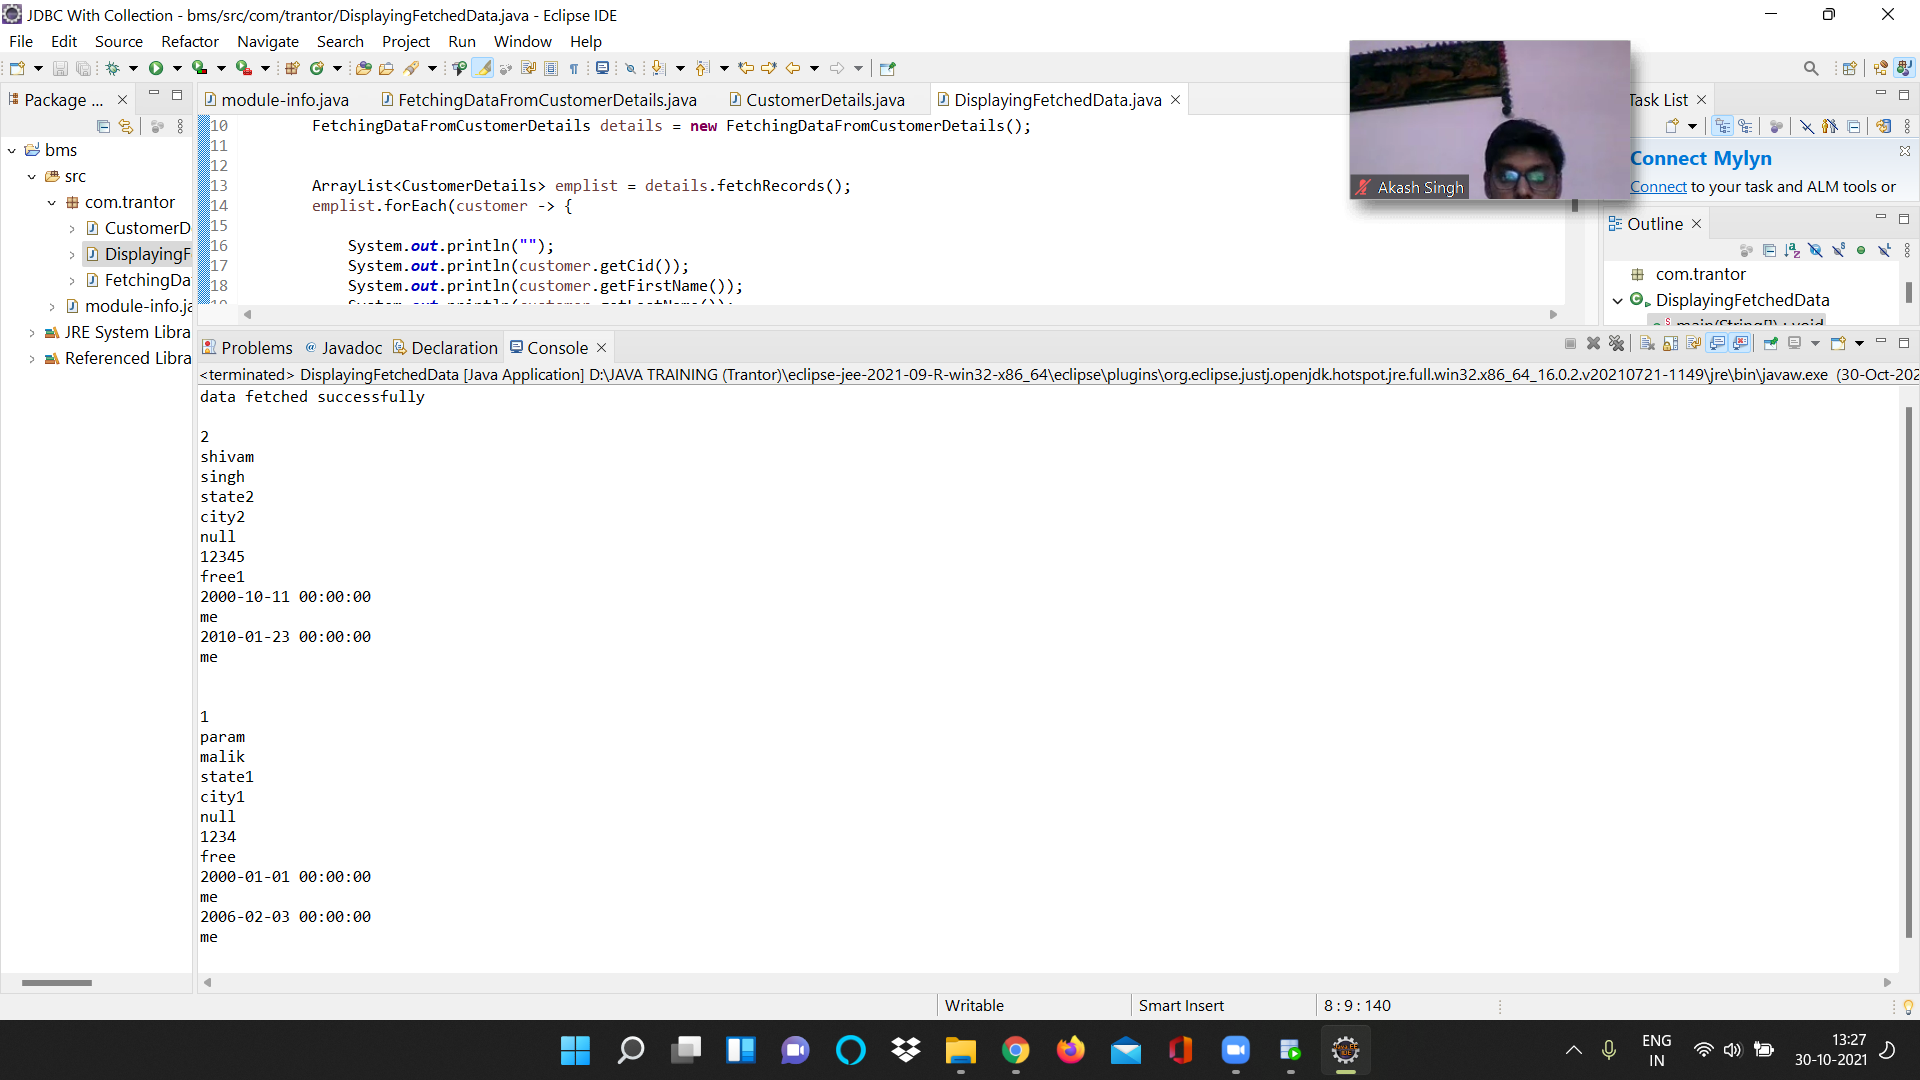 JDBC With Collection - bms/src/com/trantor/DisplayingFetchedData.java - Eclipse IDE
File Edit Source Refactor Navigate Search Project Run Window Help
Package ...
module-info.java FetchingDataFromCustomerDetails.java CustomerDetails.java DisplayingFetchedData.java
Task List
bms
src
com.trantor
CustomerD
DisplayingF
FetchingDa
module-info.ja
JRE System Libra
Referenced Libra
10 FetchingDataFromCustomerDetails details = new FetchingDataFromCustomerDetails();
11
12
13 ArrayList<CustomerDetails> emplist = details.fetchRecords();
14 emplist.forEach(customer -> {
15
16 System.out.println("");
17 System.out.println(customer.getCid());
18 System.out.println(customer.getFirstName());
19 System.out.println(customer.getLastName());
Akash Singh
Connect Mylyn
Connect to your task and ALM tools or
Outline
com.trantor
DisplayingFetchedData
main(String[]) : void
Problems Javadoc Declaration Console
<terminated> DisplayingFetchedData [Java Application] D:\JAVA TRAINING (Trantor)\eclipse-jee-2021-09-R-win32-x86_64\eclipse\plugins\org.eclipse.justj.openjdk.hotspot.jre.full.win32.x86_64_16.0.2.v20210721-1149\jre\bin\javaw.exe (30-Oct-202
data fetched successfully
2
shivam
singh
state2
city2
null
12345
free1
2000-10-11 00:00:00
me
2010-01-23 00:00:00
me
1
param
malik
state1
city1
null
1234
free
2000-01-01 00:00:00
me
2006-02-03 00:00:00
me
Writable Smart Insert 8 : 9 : 140
ENG
IN
13:27
30-10-2021